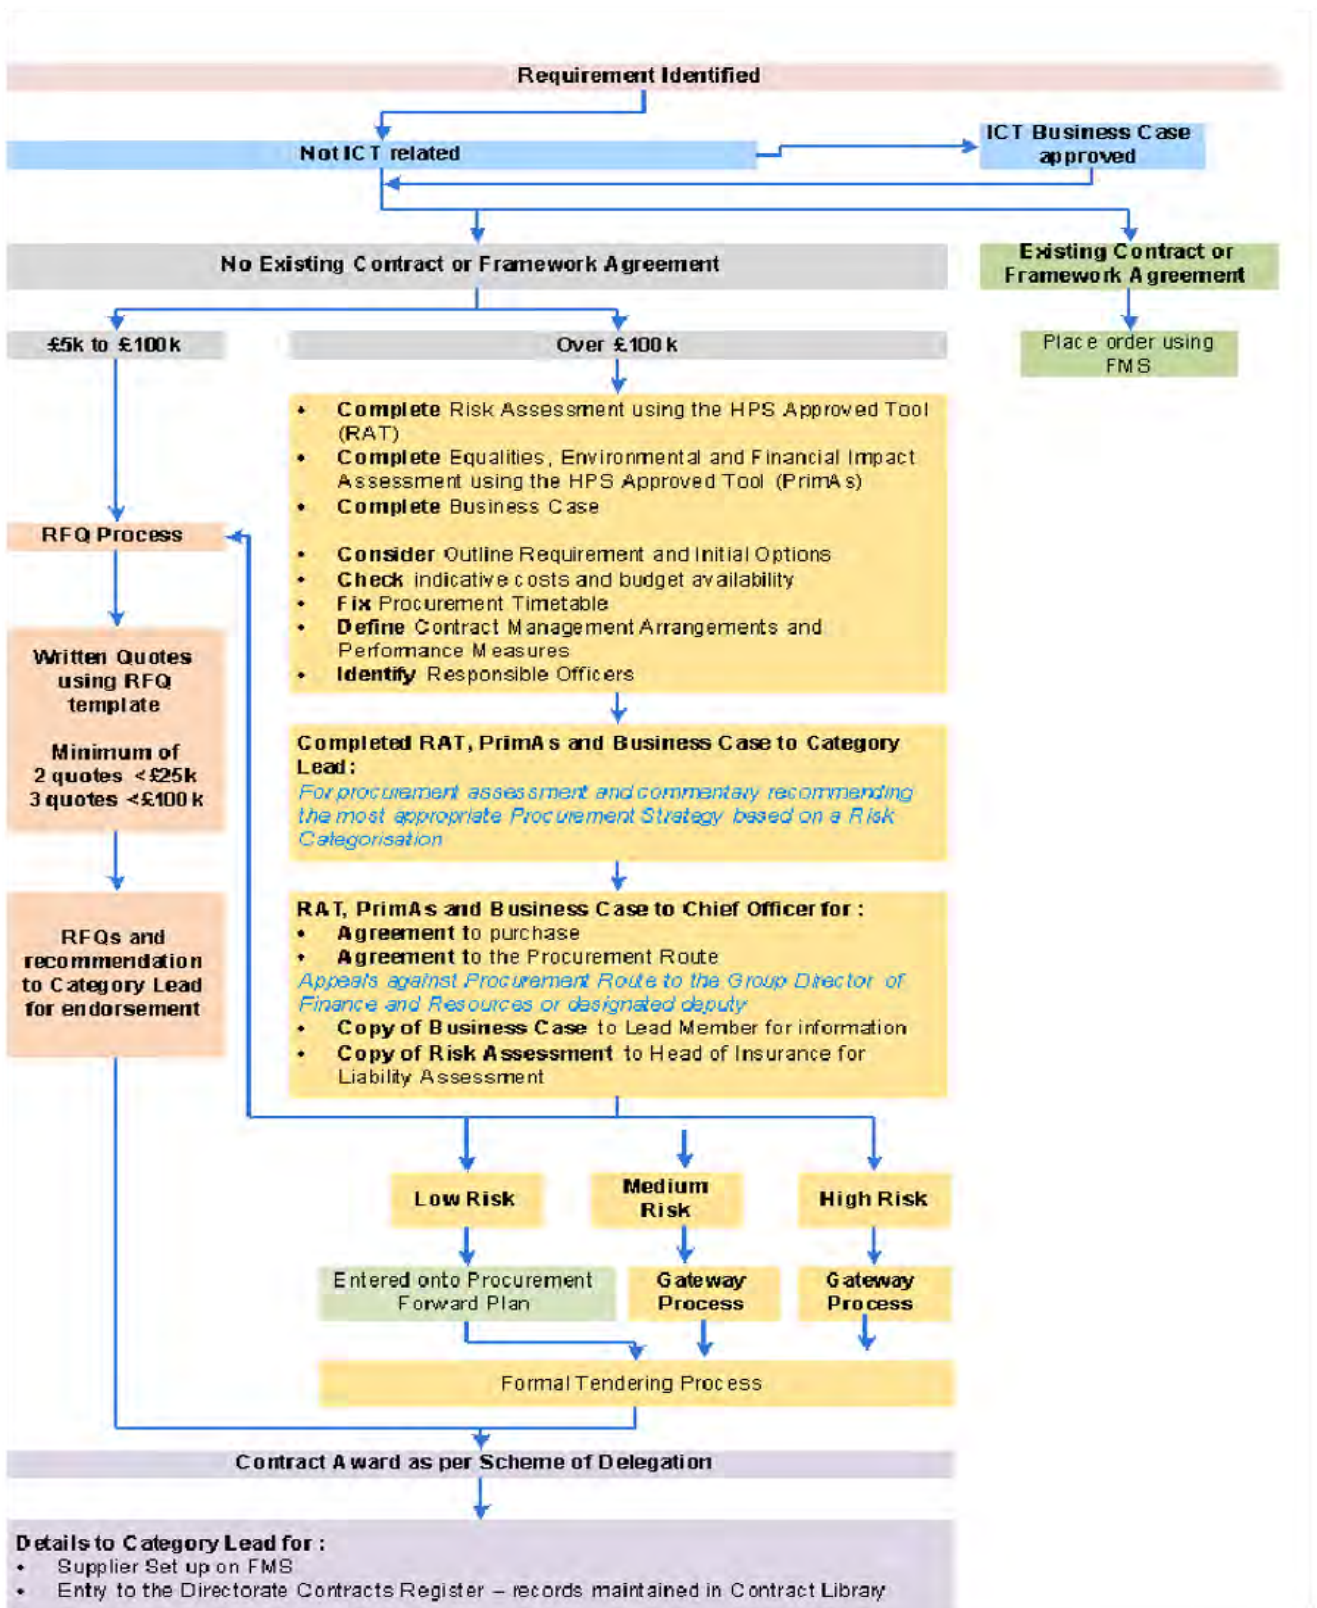 Requirement Identified
Not ICT related
ICT Business Case
approved
No Existing Contract or Framework Agreement
Existing Contract or
Framework Agreement
£5k to £100k
Over £100k
Place order using
FMS
• Complete Risk Assessment using the HPS Approved Tool
(RAT)
• Complete Equalities, Environmental and Financial Impact
Assessment using the HPS Approved Tool (PrimAs)
• Complete Business Case
• Consider Outline Requirement and Initial Options
• Check indicative costs and budget availability
• Fix Procurement Timetable
• Define Contract Management Arrangements and
Performance Measures
• Identify Responsible Officers
RFQ Process
Written Quotes
using RFQ
template
Minimum of
2 quotes <£25k
3 quotes <£100k
Completed RAT, PrimAs and Business Case to Category
Lead:
For procurement assessment and commentary recommending
the most appropriate Procurement Strategy based on a Risk
Categorisation
RFQs and
recommendation
to Category Lead
for endorsement
RAT, PrimAs and Business Case to Chief Officer for :
• Agreement to purchase
• Agreement to the Procurement Route
Appeals against Procurement Route to the Group Director of
Finance and Resources or designated deputy
• Copy of Business Case to Lead Member for information
• Copy of Risk Assessment to Head of Insurance for
Liability Assessment
Low Risk
Medium
Risk
High Risk
Entered onto Procurement
Forward Plan
Gateway
Process
Gateway
Process
Formal Tendering Process
Contract Award as per Scheme of Delegation
Details to Category Lead for :
• Supplier Set up on FMS
• Entry to the Directorate Contracts Register – records maintained in Contract Library